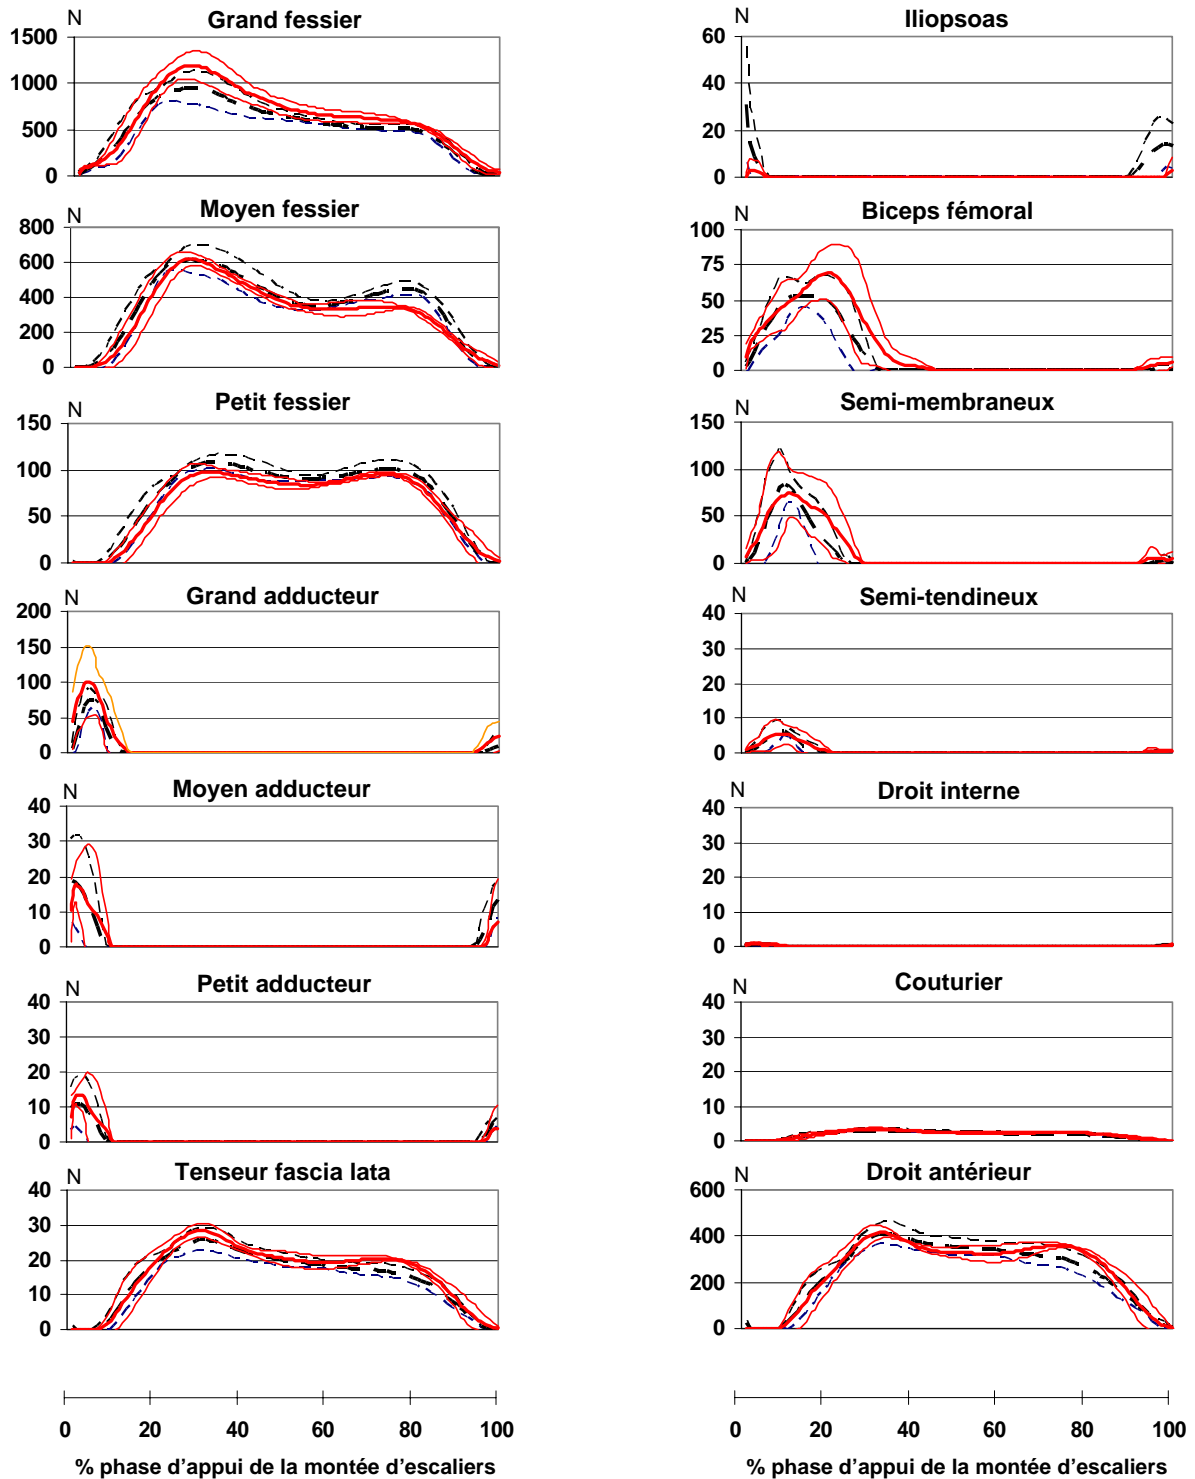 N
Grand fessier
1500
1000
500
0
N
Moyen fessier
800
600
400
200
0
N
Petit fessier
150
100
50
0
N
Grand adducteur
200
150
100
50
0
N
Moyen adducteur
40
30
20
10
0
N
Petit adducteur
40
30
20
10
0
N
Tenseur fascia lata
40
30
20
10
0
0 20 40 60 80 100
% phase d'appui de la montée d'escaliers
N
Iliopsoas
60
40
20
0
N
Biceps fémoral
100
75
50
25
0
N
Semi-membraneux
150
100
50
0
N
Semi-tendineux
40
30
20
10
0
N
Droit interne
40
30
20
10
0
N
Couturier
40
30
20
10
0
N
Droit antérieur
600
400
200
0
0 20 40 60 80 100
% phase d'appui de la montée d'escaliers